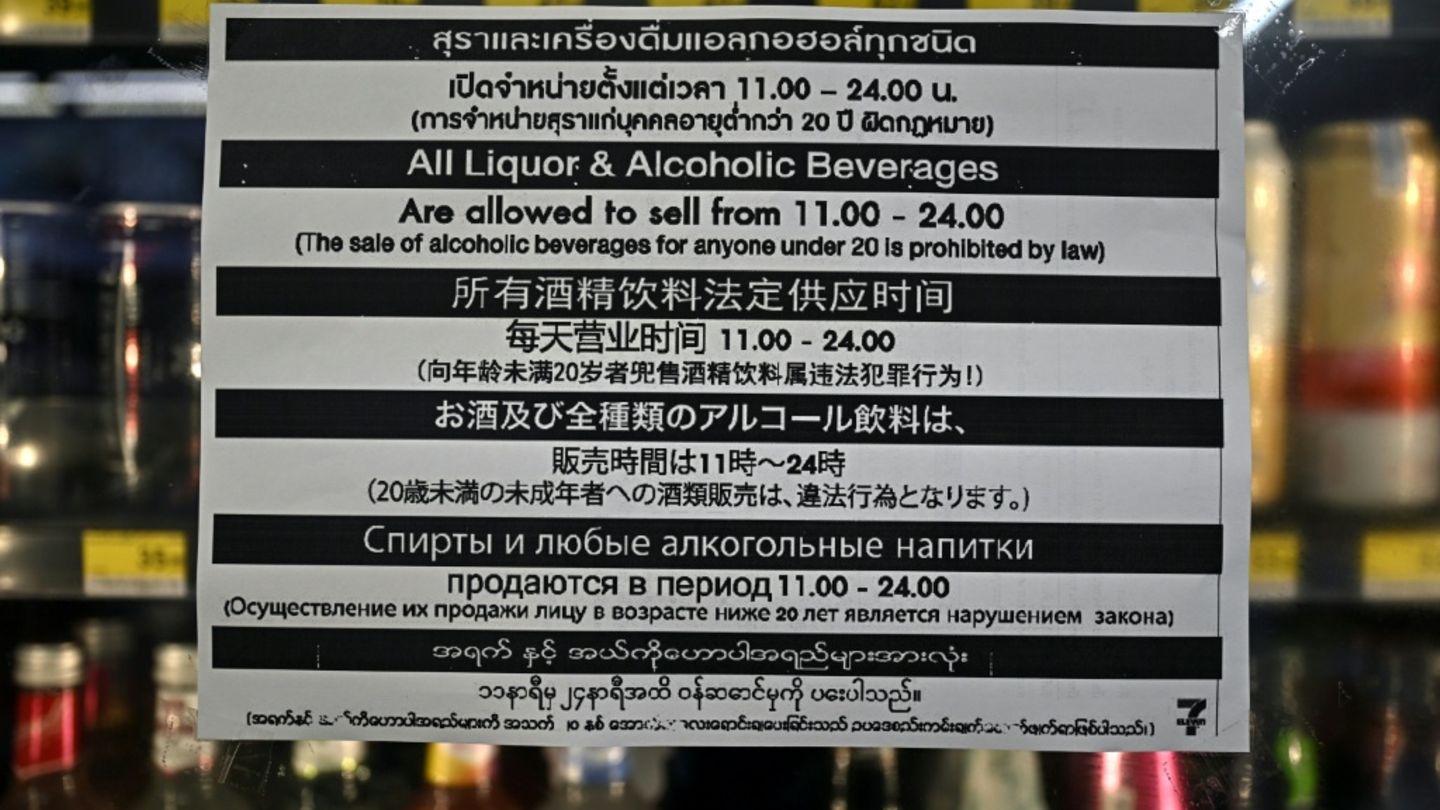 สุราและเครื่องดื่มแอลกอฮอล์ทุกชนิด
เปิดจำหน่ายตั้งแต่เวลา 11.00 – 24.00 น.
(การจำหน่ายสุราแก่บุคคลอายุต่ำกว่า 20 ปี ผิดกฎหมาย)
All Liquor & Alcoholic Beverages
Are allowed to sell from 11.00 - 24.00
(The sale of alcoholic beverages for anyone under 20 is prohibited by law)
所有酒精饮料法定供应时间
每天营业时间 11.00 - 24.00
(向年龄未满20岁者兜售酒精饮料属违法犯罪行为!)
お酒及び全種類のアルコール飲料は、
販売時間は11時～24時
(20歳未満の未成年者への酒類販売は、違法行為となります。)
Спирты и любые алкогольные напитки
продаются в период 11.00 - 24.00
(Осуществление их продажи лицу в возрасте ниже 20 лет является нарушением закона)
အရက် နှင့် အယ်ကိုဟောပါအရည်များအားလုံး
၁၁နာရီမှ ၂၄နာရီအထိ ဝန်ဆောင်မှုကို ပေးပါသည်။
7 ELEVEN